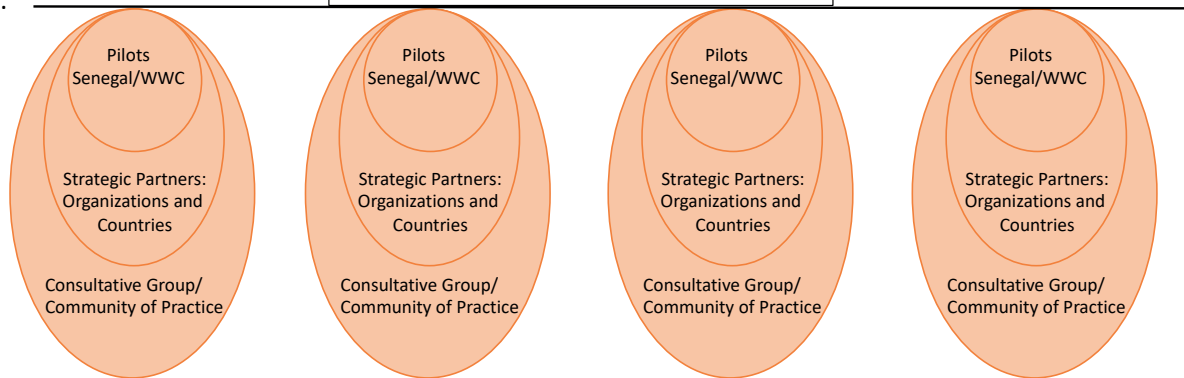 .
Pilots
Senegal/WWC
Strategic Partners:
Organizations and
Countries
Consultative Group/
Community of Practice
Pilots
Senegal/WWC
Strategic Partners:
Organizations and
Countries
Consultative Group/
Community of Practice
Pilots
Senegal/WWC
Strategic Partners:
Organizations and
Countries
Consultative Group/
Community of Practice
Pilots
Senegal/WWC
Strategic Partners:
Organizations and
Countries
Consultative Group/
Community of Practice